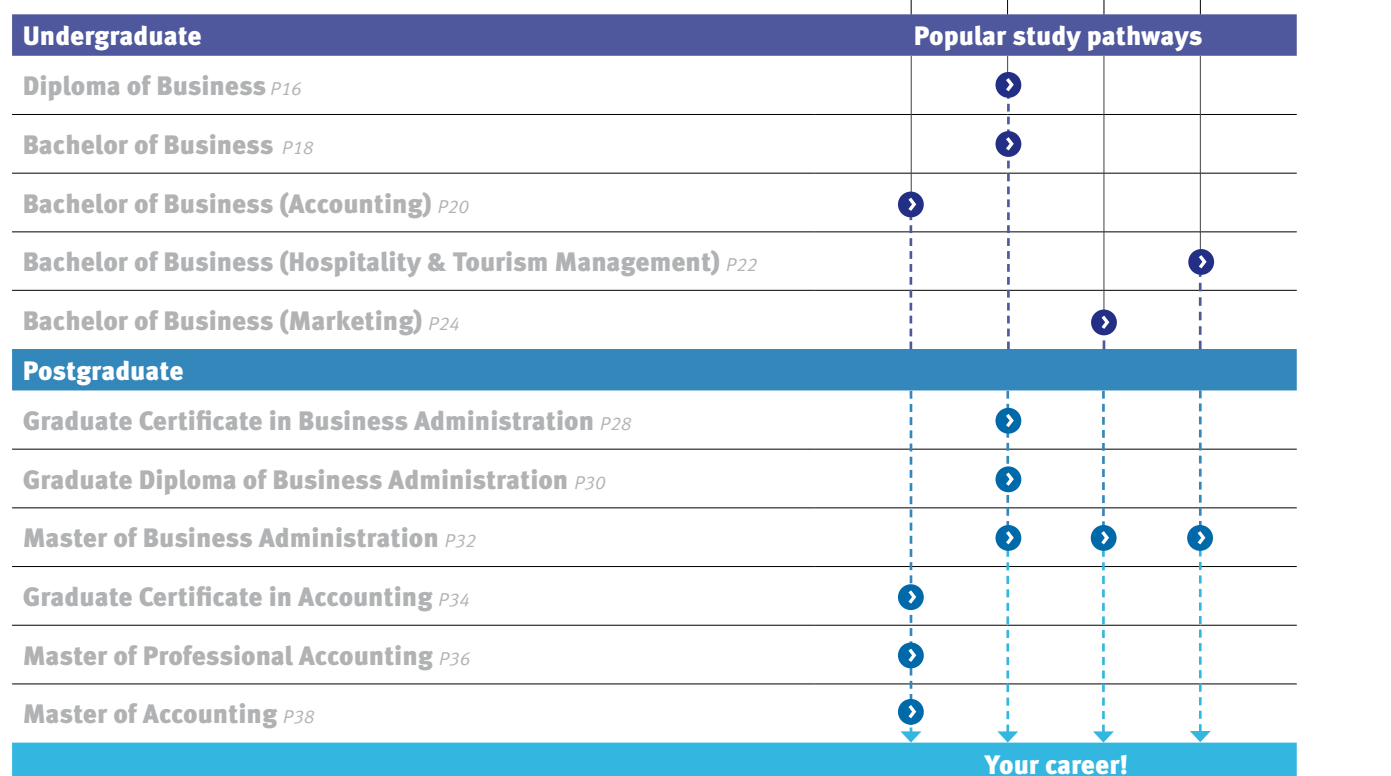 Undergraduate Popular study pathways
Diploma of Business P16
Bachelor of Business P18
Bachelor of Business (Accounting) P20
Bachelor of Business (Hospitality & Tourism Management) P22
Bachelor of Business (Marketing) P24
Postgraduate
Graduate Certificate in Business Administration P28
Graduate Diploma of Business Administration P30
Master of Business Administration P32
Graduate Certificate in Accounting P34
Master of Professional Accounting P36
Master of Accounting P38
Your career!